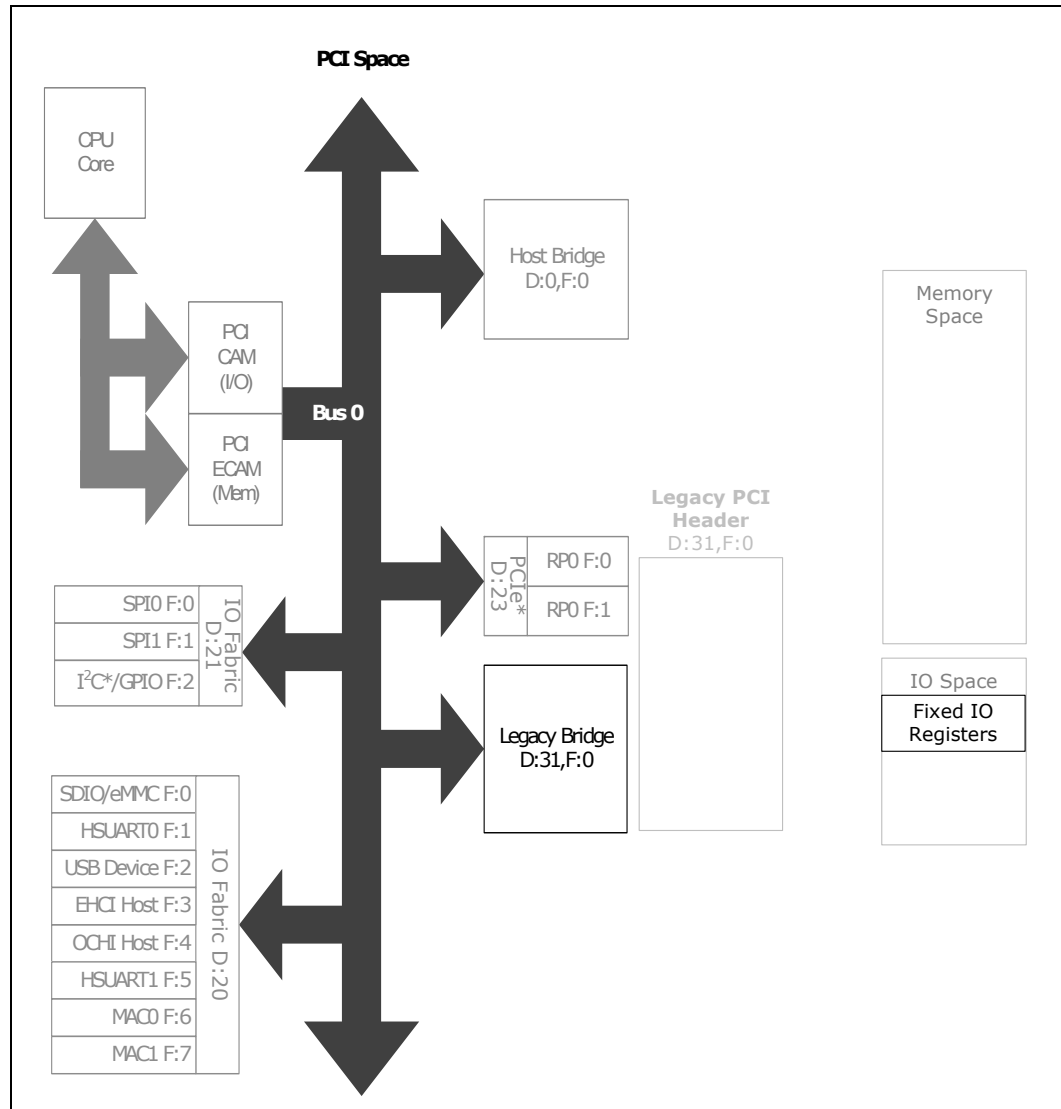 PCI Space
CPU
Core
Host Bridge
D:0,F:0
Memory
Space
PCI
CAM
(I/O)
Bus 0
PCI
ECAM
(Mem)
Legacy PCI
Header
D:31,F:0
PCIe*
D:23
RP0 F:0
RP0 F:1
SPI0 F:0
SPI1 F:1
I²C*/GPIO F:2
IO Fabric
D:21
Legacy Bridge
D:31,F:0
IO Space
Fixed IO
Registers
SDIO/eMMC F:0
HSUART0 F:1
USB Device F:2
EHCI Host F:3
OCHI Host F:4
HSUART1 F:5
MAC0 F:6
MAC1 F:7
IO Fabric D:20